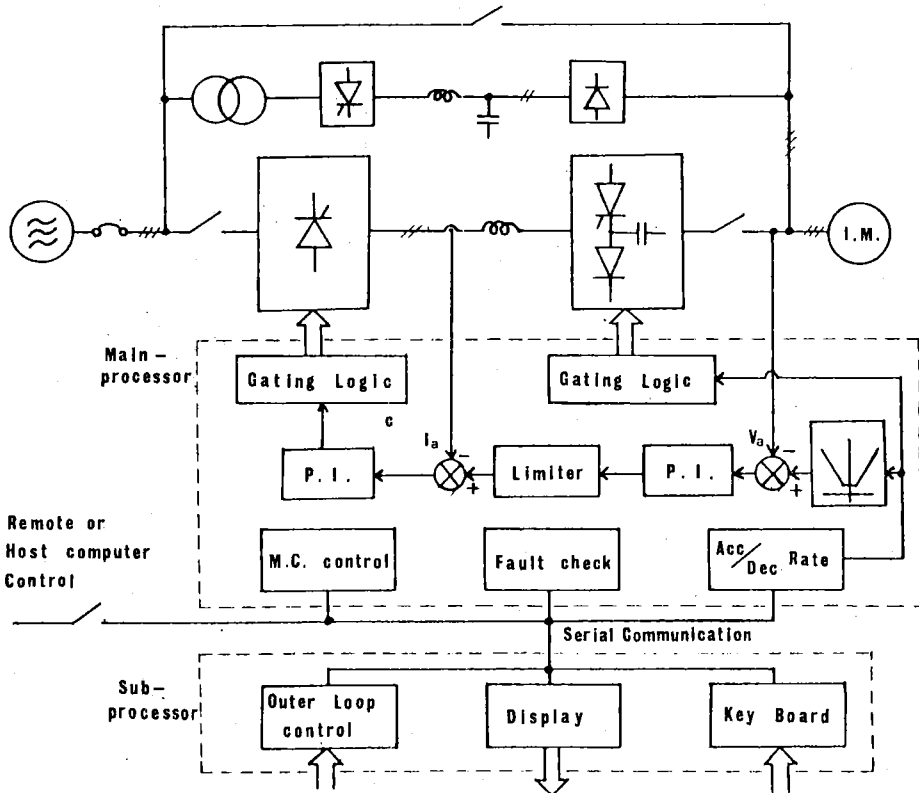 I.M.
Main-
processor
Gating Logic
Gating Logic
c
Ia
-
Va
-
P.I.
+
Limiter
P.I.
+
Remote or
Host computer
Control
M.C. control
Fault check
Acc/Dec Rate
Serial Communication
Sub-
processor
Outer Loop
control
Display
Key Board